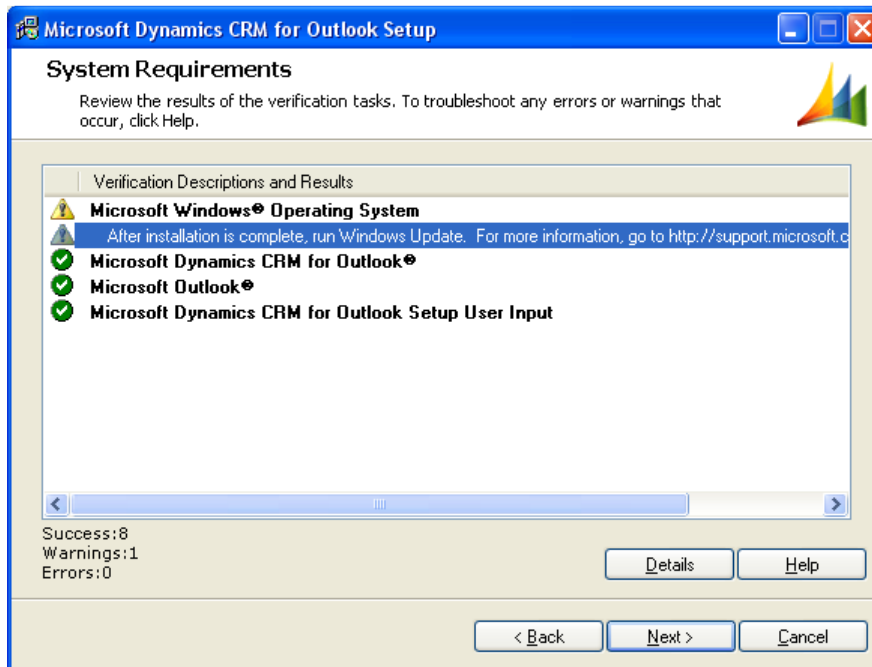 Microsoft Dynamics CRM for Outlook Setup
System Requirements
Review the results of the verification tasks. To troubleshoot any errors or warnings that
occur, click Help.
Verification Descriptions and Results
Microsoft Windows® Operating System
After installation is complete, run Windows Update.  For more information, go to http://support.microsoft.c
Microsoft Dynamics CRM for Outlook®
Microsoft Outlook®
Microsoft Dynamics CRM for Outlook Setup User Input
Success:8
Warnings:1
Errors:0
Details
Help
< Back
Next >
Cancel